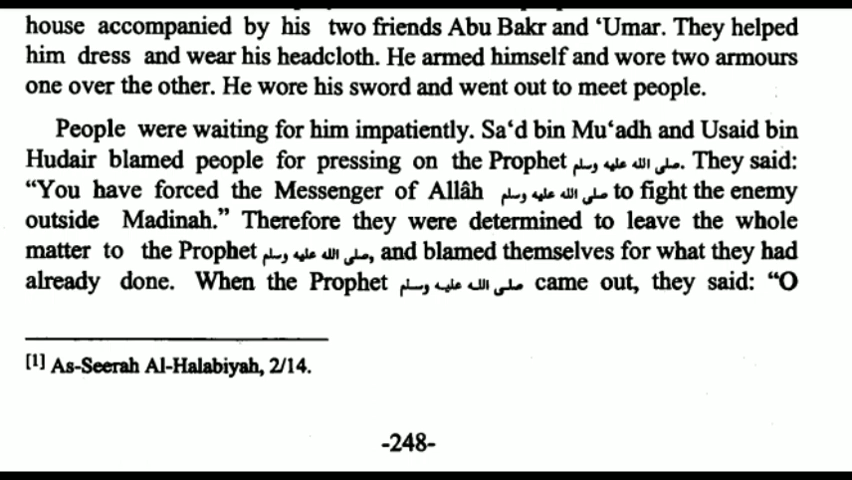 house accompanied by his two friends Abu Bakr and ‘Umar. They helped
him dress and wear his headcloth. He armed himself and wore two armours
one over the other. He wore his sword and went out to meet people.
People were waiting for him impatiently. Sa‘d bin Mu‘adh and Usaid bin
Hudair blamed people for pressing on the Prophet صلى الله عليه وسلم. They said:
“You have forced the Messenger of Allâh صلى الله عليه وسلم to fight the enemy
outside Madinah.” Therefore they were determined to leave the whole
matter to the Prophet صلى الله عليه وسلم, and blamed themselves for what they had
already done. When the Prophet صلى الله عليه وسلم came out, they said: “O
[1] As-Seerah Al-Halabiyah, 2/14.
-248-